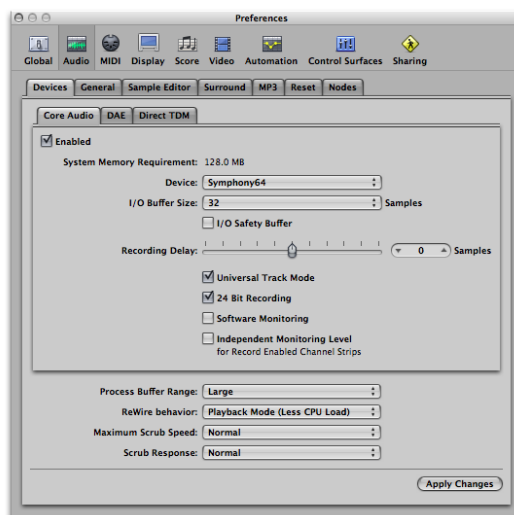 Preferences
Global Audio MIDI Display Score Video Automation Control Surfaces Sharing
Devices General Sample Editor Surround MP3 Reset Nodes
Core Audio DAE Direct TDM
Enabled
System Memory Requirement: 128.0 MB
Device: Symphony64
I/O Buffer Size: 32 Samples
I/O Safety Buffer
Recording Delay: 0 Samples
Universal Track Mode
24 Bit Recording
Software Monitoring
Independent Monitoring Level
for Record Enabled Channel Strips
Process Buffer Range: Large
ReWire behavior: Playback Mode (Less CPU Load)
Maximum Scrub Speed: Normal
Scrub Response: Normal
Apply Changes